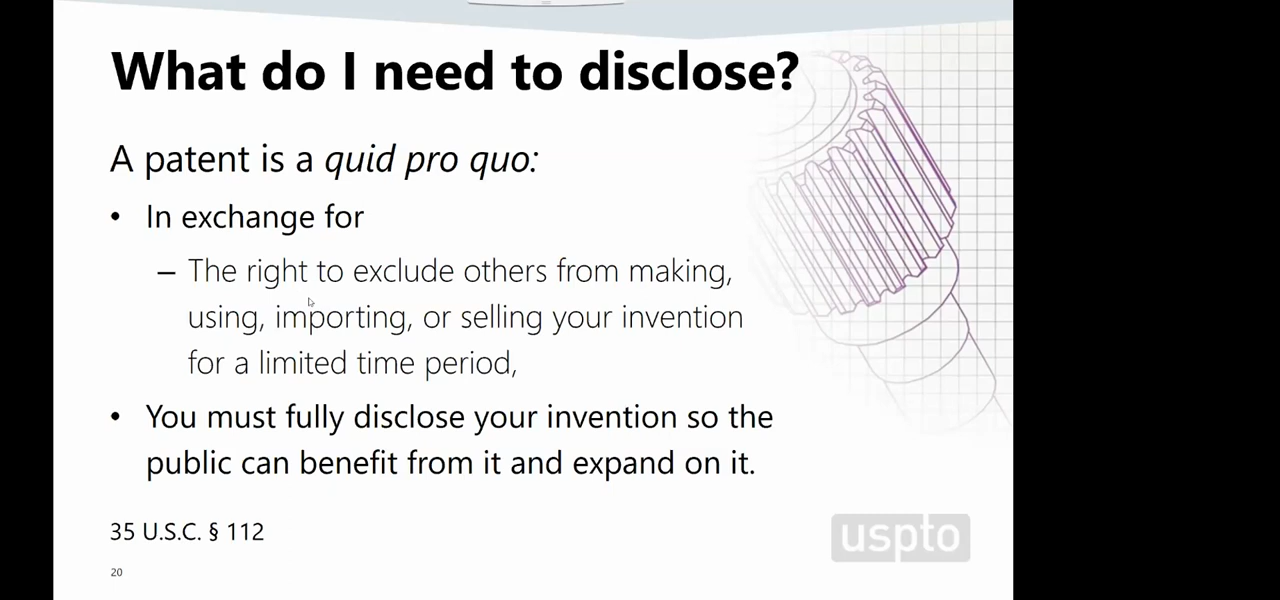 What do I need to disclose?
A patent is a quid pro quo:
• In exchange for
– The right to exclude others from making,
using, importing, or selling your invention
for a limited time period,
• You must fully disclose your invention so the
public can benefit from it and expand on it.
35 U.S.C. § 112
uspto
20